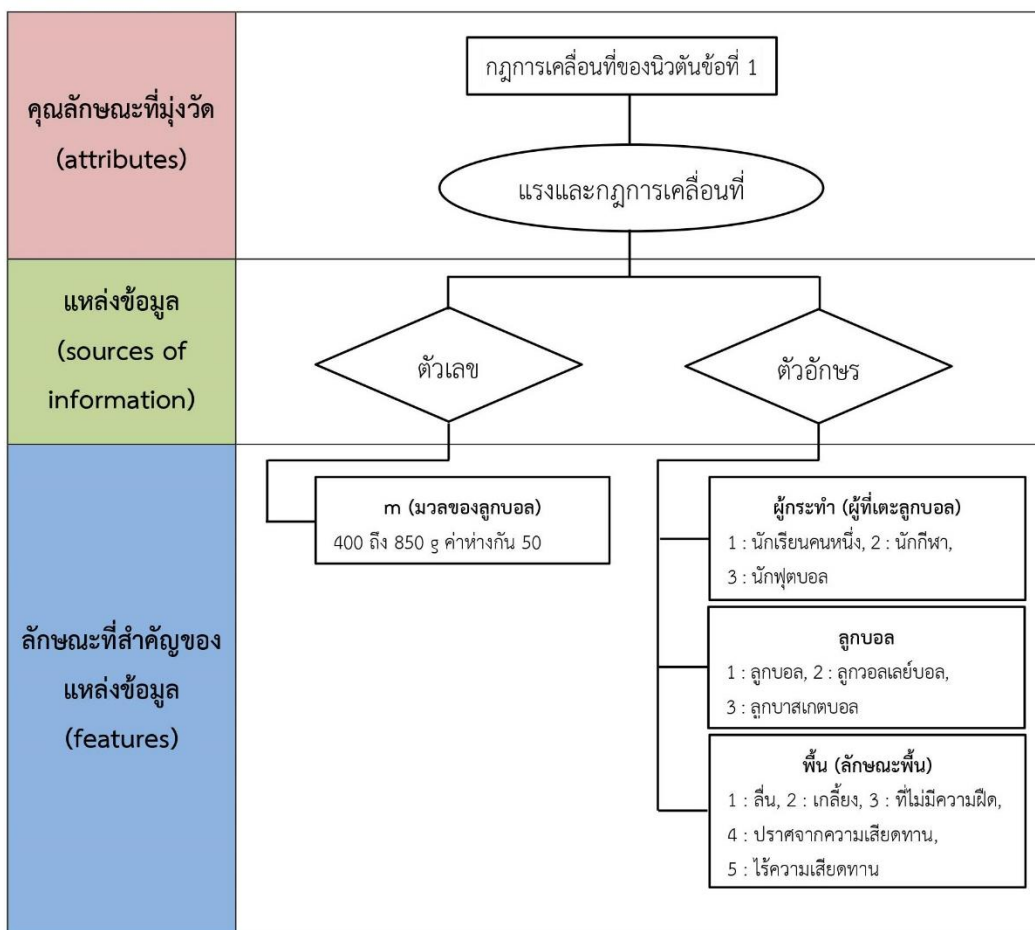 คุณลักษณะที่มุ่งวัด
(attributes)
กฎการเคลื่อนที่ของนิวตันข้อที่ 1
แรงและกฎการเคลื่อนที่
แหล่งข้อมูล
(sources of
information)
ตัวเลข
ตัวอักษร
ลักษณะที่สำคัญของ
แหล่งข้อมูล
(features)
m (มวลของลูกบอล)
400 ถึง 850 g ค่าห่างกัน 50
ผู้กระทำ (ผู้ที่เตะลูกบอล)
1 : นักเรียนคนหนึ่ง, 2 : นักกีฬา,
3 : นักฟุตบอล
ลูกบอล
1 : ลูกบอล, 2 : ลูกวอลเลย์บอล,
3 : ลูกบาสเกตบอล
พื้น (ลักษณะพื้น)
1 : ลื่น, 2 : เกลี้ยง, 3 : ที่ไม่มีความฝืด,
4 : ปราศจากความเสียดทาน,
5 : ไร้ความเสียดทาน